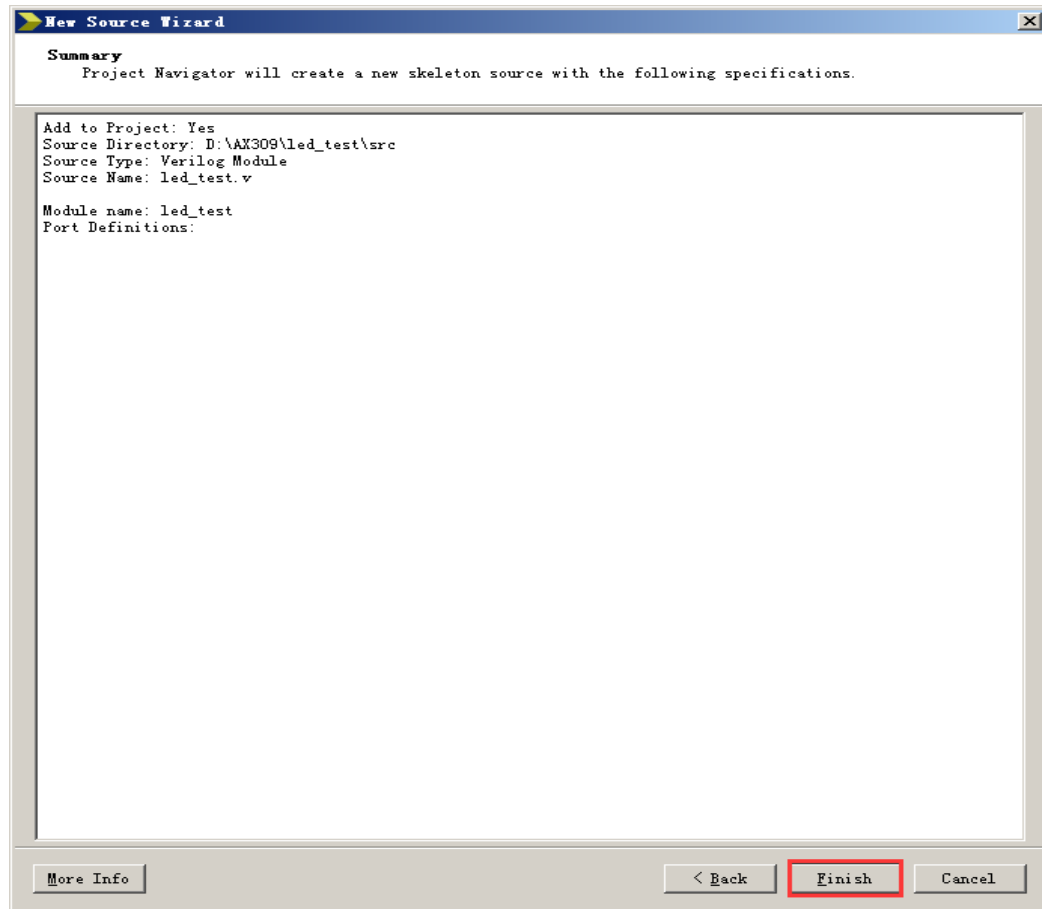 New Source Wizard
Summary
Project Navigator will create a new skeleton source with the following specifications.
Add to Project: Yes
Source Directory: D:\AX309\led_test\src
Source Type: Verilog Module
Source Name: led_test.v
Module name: led_test
Port Definitions:
More Info
< Back
Finish
Cancel